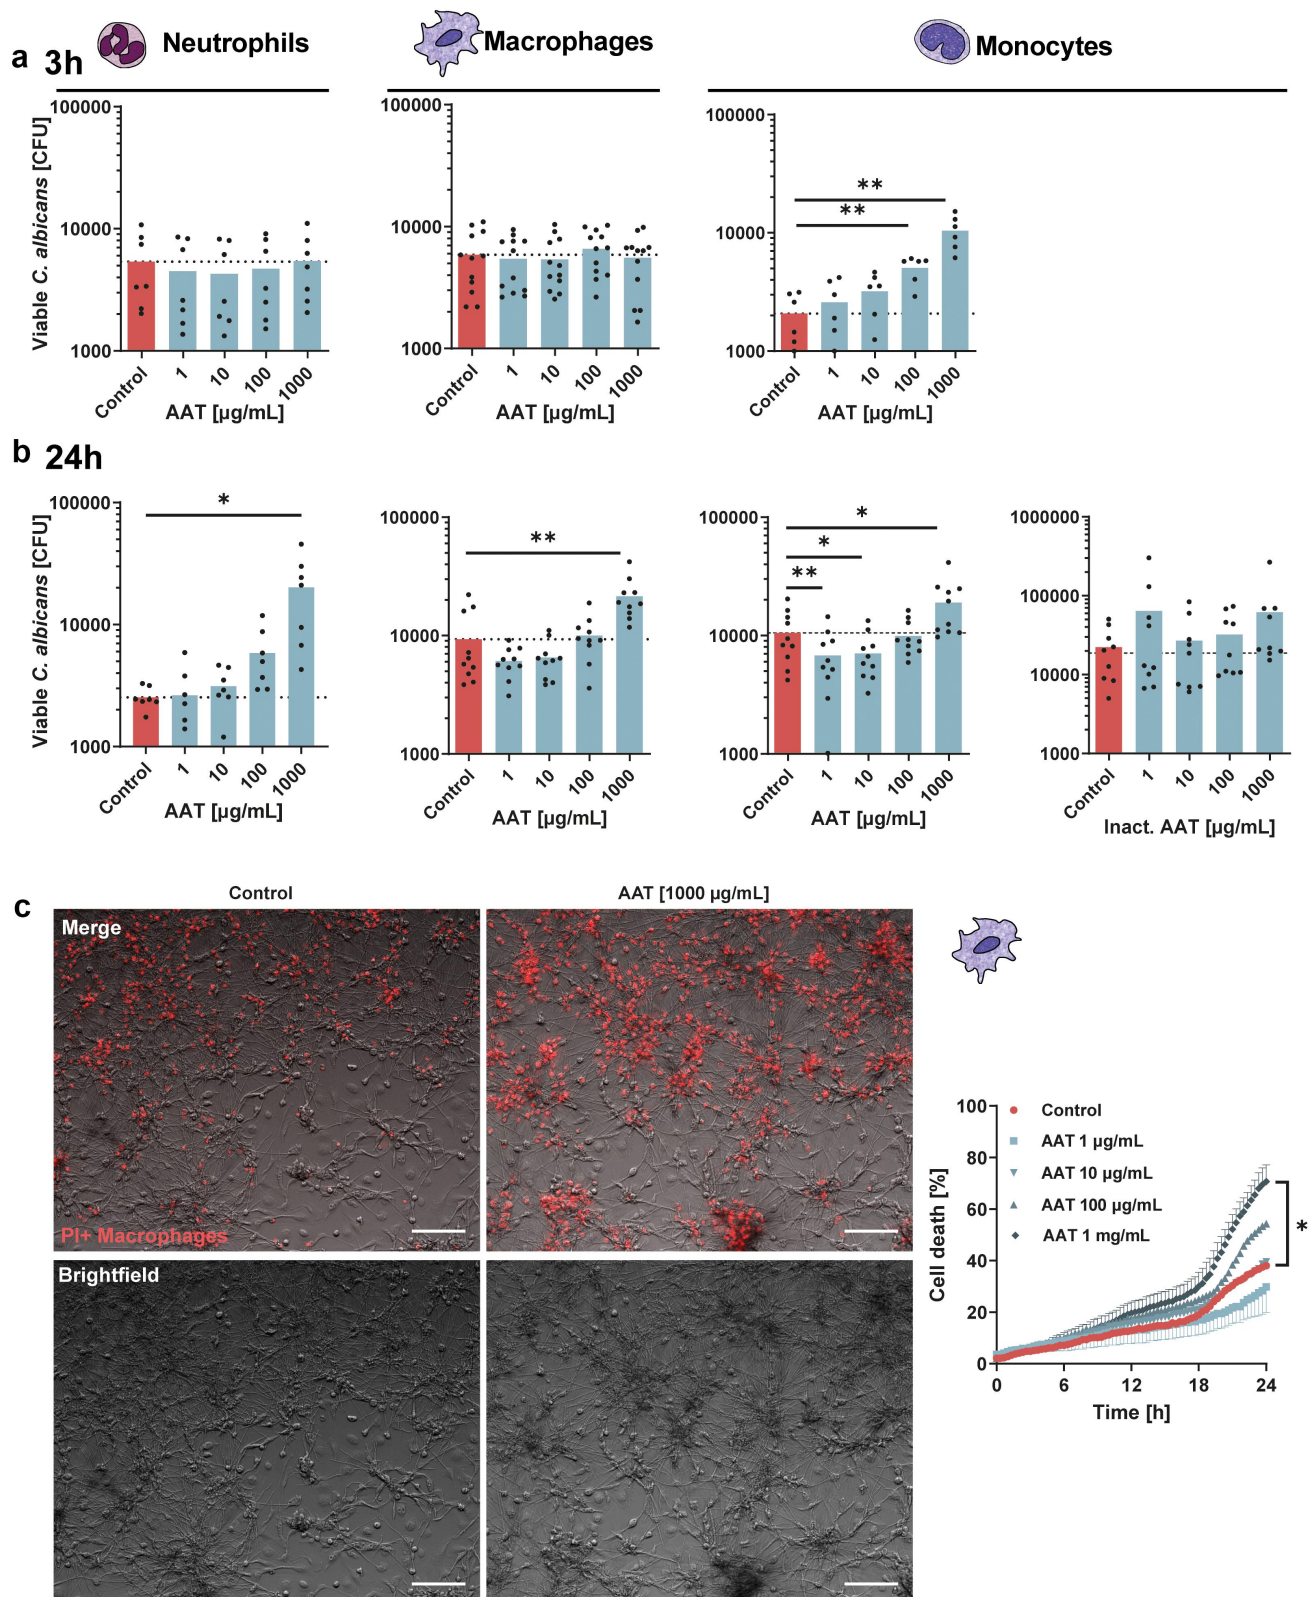 a 3h
Neutrophils
Macrophages
Monocytes
Viable C. albicans [CFU]
100000
10000
1000
Control
1
10
100
1000
AAT [µg/mL]
100000
10000
1000
Control
1
10
100
1000
AAT [µg/mL]
100000
10000
1000
**
**
Control
1
10
100
1000
AAT [µg/mL]
b 24h
Viable C. albicans [CFU]
100000
10000
1000
*
Control
1
10
100
1000
AAT [µg/mL]
100000
10000
1000
**
Control
1
10
100
1000
AAT [µg/mL]
100000
10000
1000
*
*
**
Control
1
10
100
1000
AAT [µg/mL]
1000000
100000
10000
1000
Control
1
10
100
1000
Inact. AAT [µg/mL]
c
Control
AAT [1000 µg/mL]
Merge
PI+ Macrophages
Brightfield
Cell death [%]
100
80
60
40
20
0
Control
AAT 1 µg/mL
AAT 10 µg/mL
AAT 100 µg/mL
AAT 1 mg/mL
*
0
6
12
18
24
Time [h]